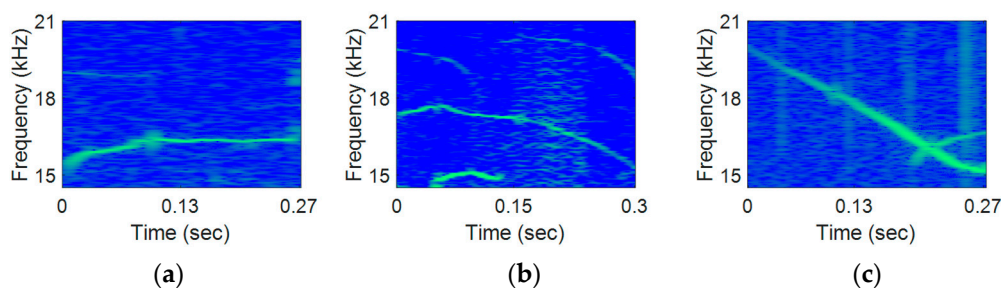 21
18
15
Frequency (kHz)
0
0.13
0.27
Time (sec)
(a)
21
18
15
Frequency (kHz)
0
0.15
0.3
Time (sec)
(b)
21
18
15
Frequency (kHz)
0
0.13
0.27
Time (sec)
(c)